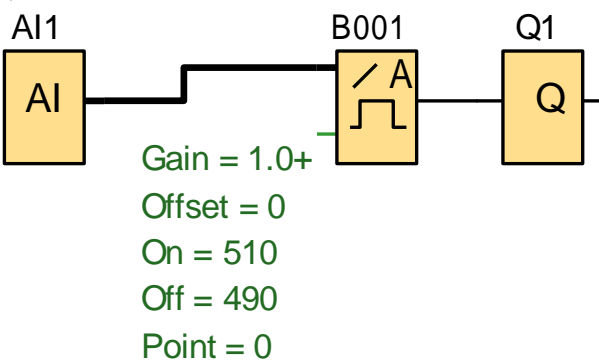 AI1 B001 Q1
AI A Q
Gain = 1.0+
Offset = 0
On = 510
Off = 490
Point = 0